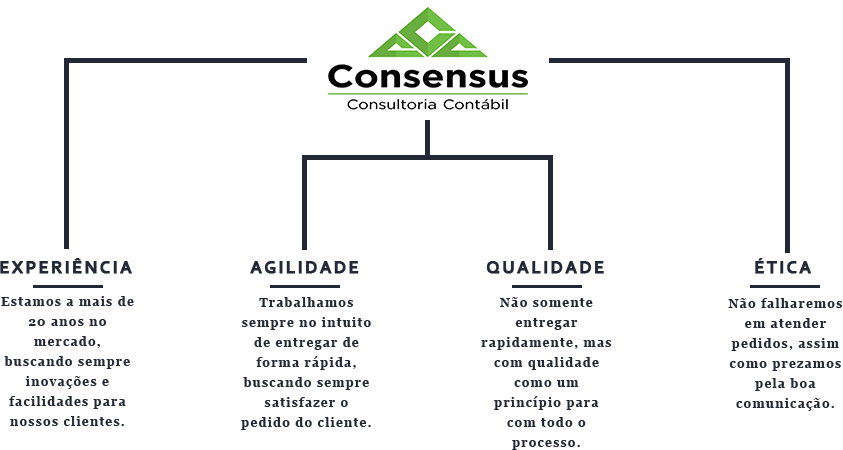 Consensus
Consultoria Contábil
EXPERIÊNCIA
Estamos a mais de
20 anos no
mercado,
buscando sempre
inovações e
facilidades para
nossos clientes.
AGILIDADE
Trabalhamos
sempre no intuito
de entregar de
forma rápida,
buscando sempre
satisfazer o
pedido do cliente.
QUALIDADE
Não somente
entregar
rapidamente, mas
com qualidade
como um
princípio para
com todo o
processo.
ÉTICA
Não falharemos
em atender
pedidos, assim
como prezamos
pela boa
comunicação.